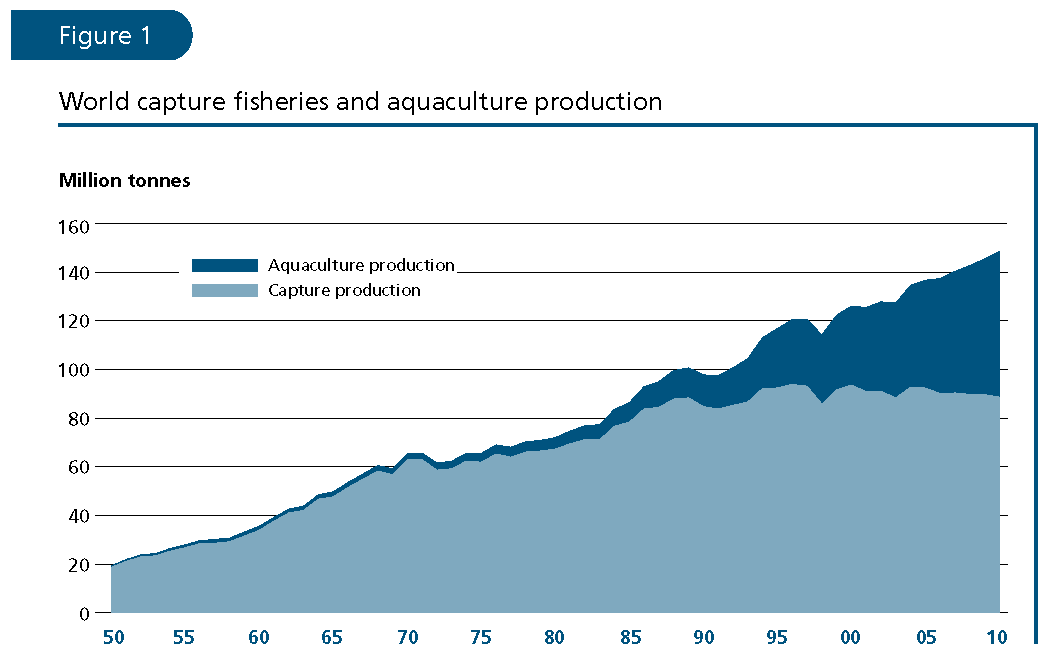 Figure 1
World capture fisheries and aquaculture production
Million tonnes
160
140
120
100
80
60
40
20
0
Aquaculture production
Capture production
50 55 60 65 70 75 80 85 90 95 00 05 10